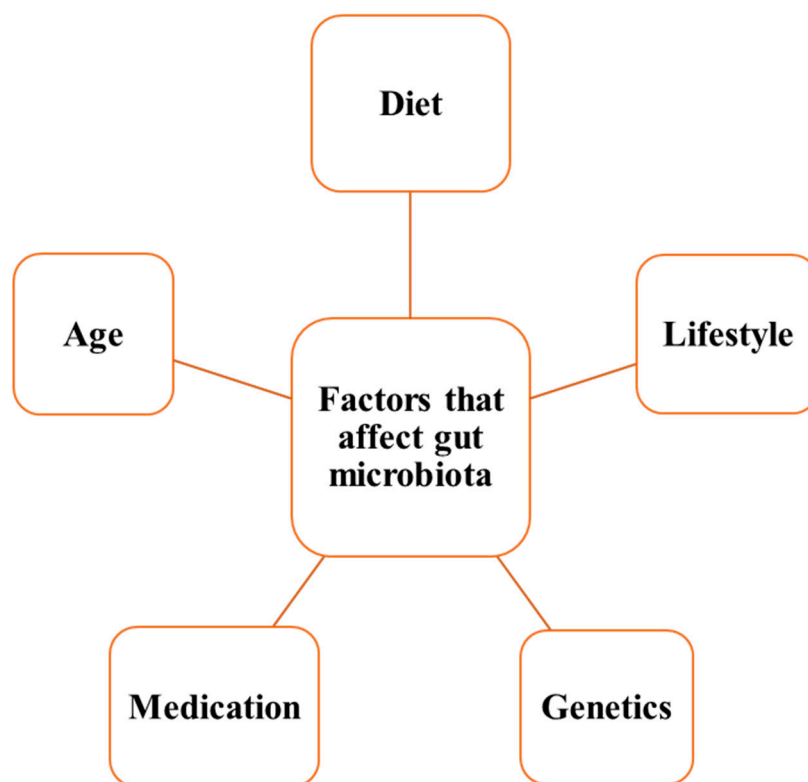 Diet
Age
Lifestyle
Factors that
affect gut
microbiota
Medication
Genetics